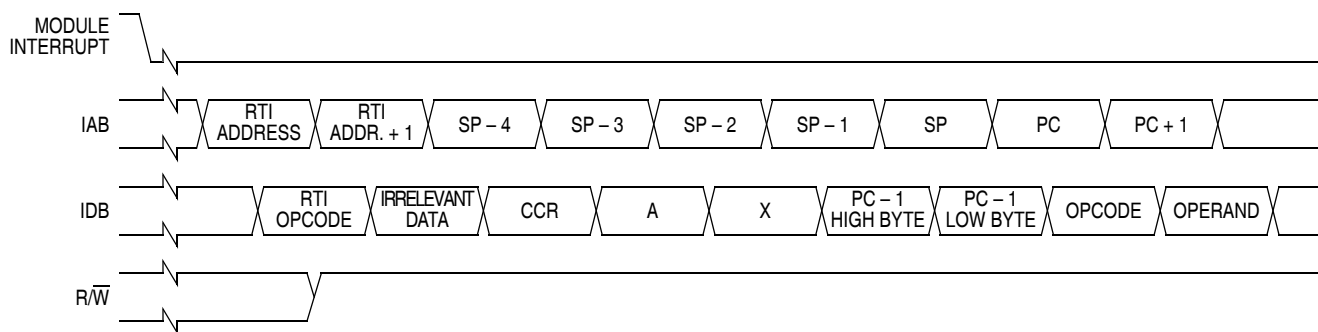 MODULE
INTERRUPT
IAB
RTI
ADDRESS
RTI
ADDR. + 1
SP – 4
SP – 3
SP – 2
SP – 1
SP
PC
PC + 1
IDB
RTI
OPCODE
IRRELEVANT
DATA
CCR
A
X
PC – 1
HIGH BYTE
PC – 1
LOW BYTE
OPCODE
OPERAND
R/W̅